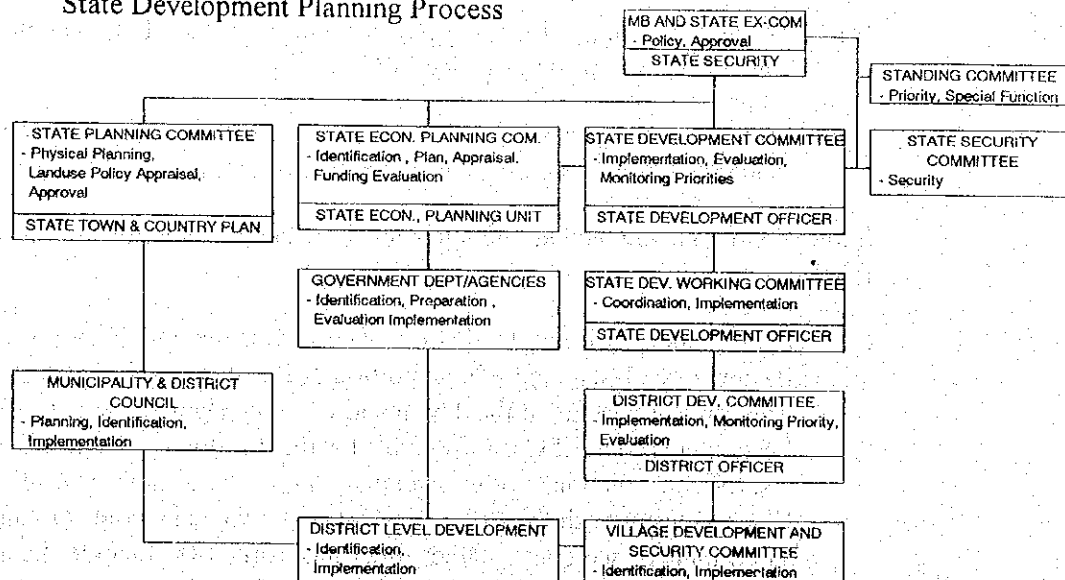 State Development Planning Process
MB AND STATE EX-COM
- Policy, Approval
STATE SECURITY
STANDING COMMITTEE
- Priority, Special Function
STATE SECURITY
COMMITTEE
- Security
STATE PLANNING COMMITTEE
- Physical Planning,
Landuse Policy Appraisal,
Approval
STATE TOWN & COUNTRY PLAN
STATE ECON. PLANNING COM.
- Identification , Plan, Appraisal,
Funding Evaluation
STATE ECON., PLANNING UNIT
STATE DEVELOPMENT COMMITTEE
- Implementation, Evaluation,
Monitoring Priorities
STATE DEVELOPMENT OFFICER
GOVERNMENT DEPT/AGENCIES
- Identification, Preparation ,
Evaluation Implementation
STATE DEV. WORKING COMMITTEE
- Coordination, Implementation
STATE DEVELOPMENT OFFICER
MUNICIPALITY & DISTRICT
COUNCIL
- Planning, Identification,
Implementation
DISTRICT DEV. COMMITTEE
- Implementation, Monitoring Priority,
Evaluation
DISTRICT OFFICER
DISTRICT LEVEL DEVELOPMENT
- Identification,
Implementation
VILLAGE DEVELOPMENT AND
SECURITY COMMITTEE
- Identification, Implementation